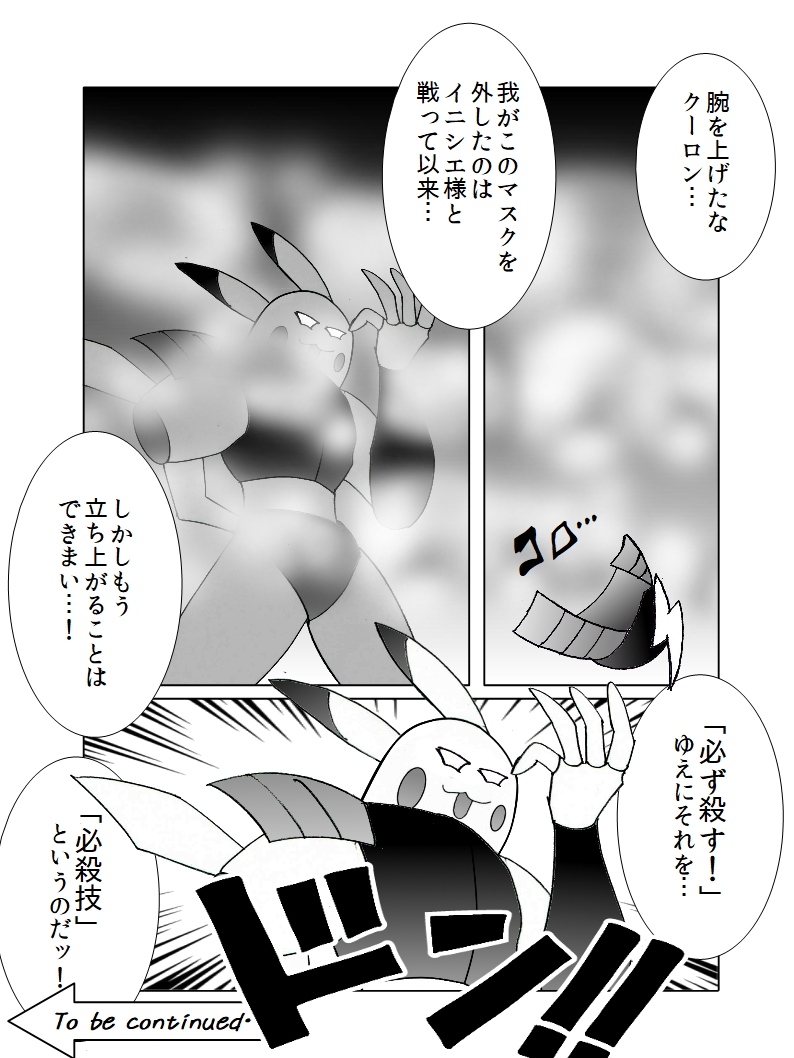 腕を上げたな
クーロン…
我がこのマスクを
外したのは
イニシエ様と
戦って以来…
コロ…
しかしもう
立ち上がることは
できまい…！
「必ず殺す！」
ゆえにそれを…
「必殺技」
というのだッ！
ドン!!
To be continued・